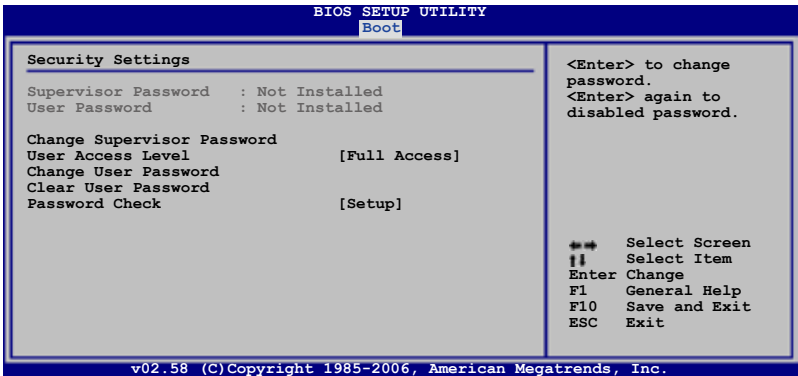 BIOS SETUP UTILITY
Boot
Security Settings
Supervisor Password : Not Installed
User Password : Not Installed
Change Supervisor Password
User Access Level [Full Access]
Change User Password
Clear User Password
Password Check [Setup]
<Enter> to change
password.
<Enter> again to
disabled password.
←→ Select Screen
↑↓ Select Item
Enter Change
F1 General Help
F10 Save and Exit
ESC Exit
v02.58 (C)Copyright 1985-2006, American Megatrends, Inc.